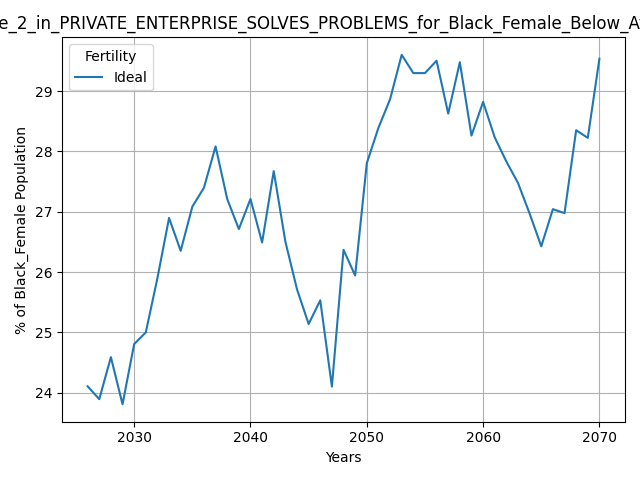 e_2_in_PRIVATE_ENTERPRISE_SOLVES_PROBLEMS_for_Black_Female_Below_A
Fertility
Ideal
29
28
27
26
25
24
% of Black_Female Population
2030 2040 2050 2060 2070
Years